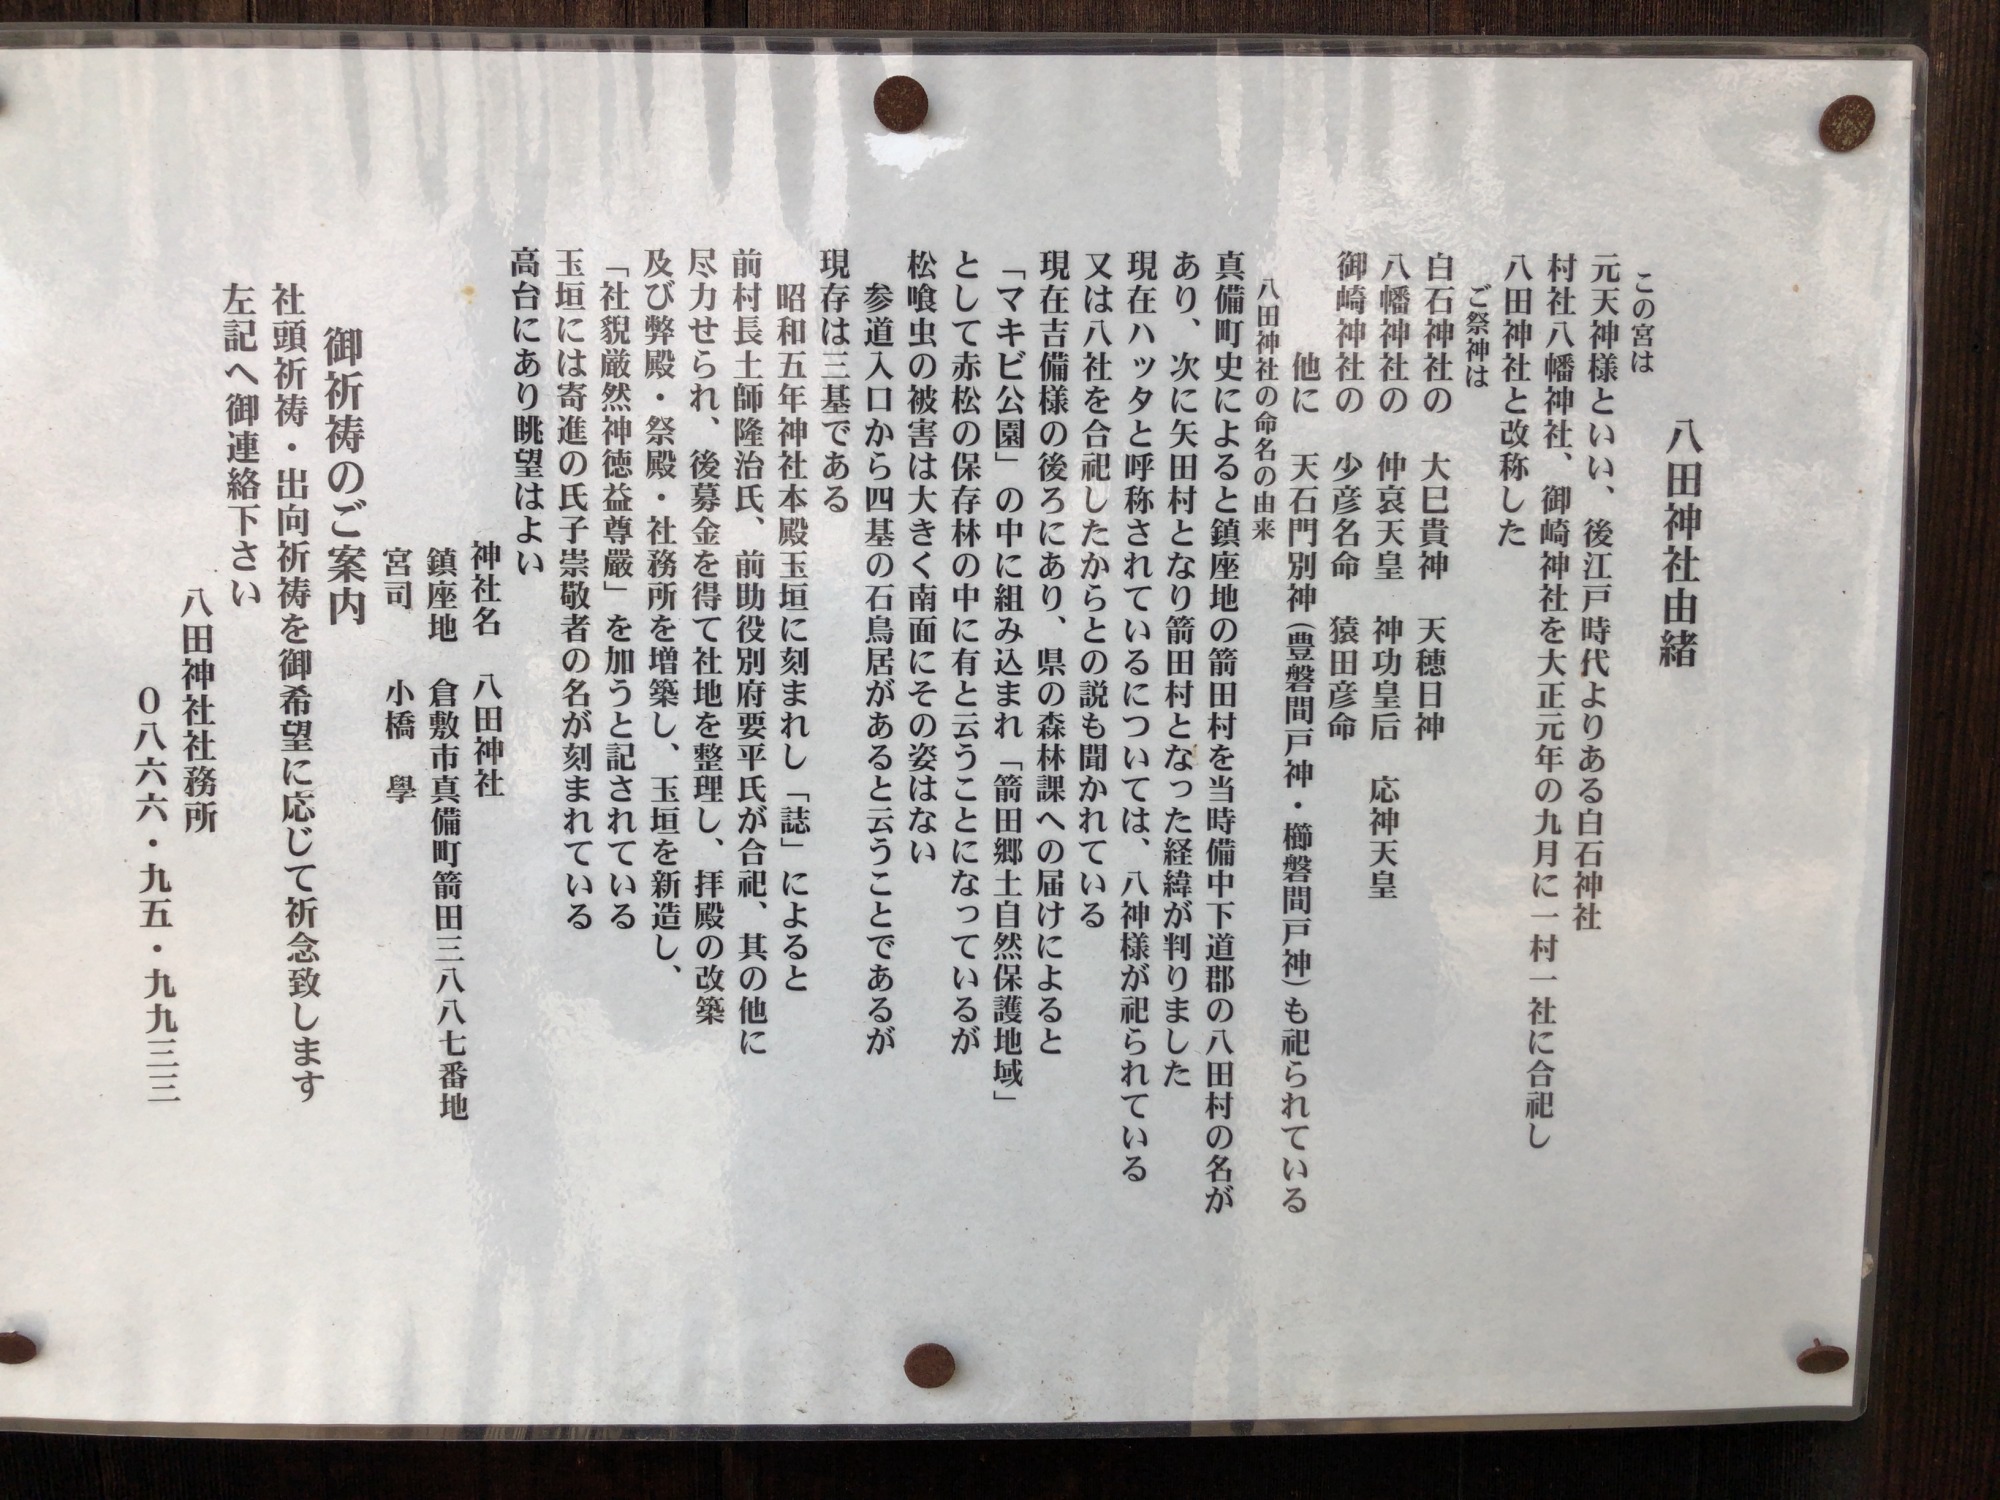 八田神社由緒
この宮は
元天神様といい、後江戸時代よりある白石神社
村社八幡神社、御崎神社を大正元年の九月に一村一社に合祀し
八田神社と改称した
ご祭神は
白石神社の　大巳貴神　天穂日神
八幡神社の　仲哀天皇　神功皇后　応神天皇
御崎神社の　少彦名命　猿田彦命
他に　天石門別神（豊磐間戸神・櫛磐間戸神）も祀られている
八田神社の命名の由来
真備町史によると鎮座地の箭田村を当時備中下道郡の八田村の名が
あり、次に矢田村となり箭田村となった経緯が判りました
現在ハッタと呼称されているについては、八神様が祀られている
又は八社を合祀したからとの説も聞かれている
現在吉備様の後ろにあり、県の森林課への届けによると
「マキビ公園」の中に組み込まれ「箭田郷土自然保護地域」
として赤松の保存林の中に有と云うことになっているが
松喰虫の被害は大きく南面にその姿はない
参道入口から四基の石鳥居があると云うことであるが
現存は三基である
昭和五年神社本殿玉垣に刻まれし「誌」によると
前村長土師隆治氏、前助役別府要平氏が合祀、其の他に
尽力せられ、後募金を得て社地を整理し、拝殿の改築
及び弊殿・祭殿・社務所を増築し、玉垣を新造し、
「社貌厳然神徳益尊嚴」を加うと記されている
玉垣には寄進の氏子崇敬者の名が刻まれている
高台にあり眺望はよい
神社名　八田神社
鎮座地　倉敷市真備町箭田三八八七番地
宮司　小橋　學
御祈祷のご案内
社頭祈祷・出向祈祷を御希望に応じて祈念致します
左記へ御連絡下さい
八田神社社務所
０八六六・九五・九九三三